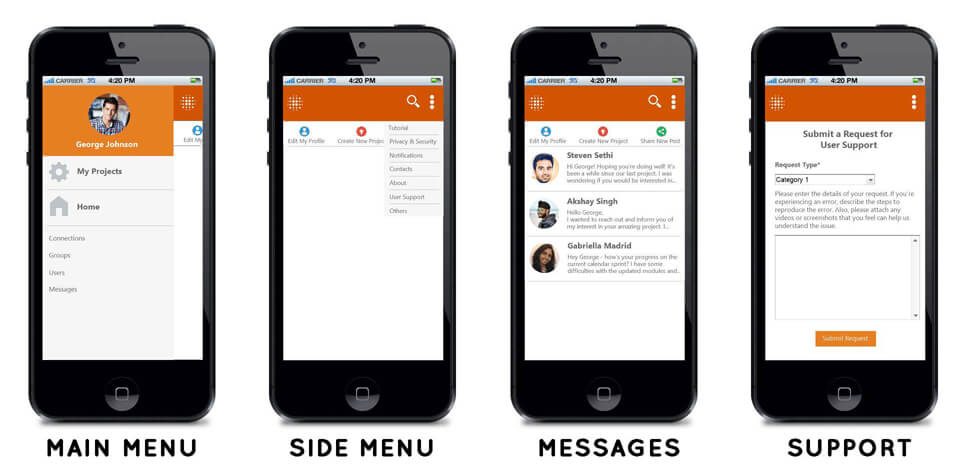 CARRIER 3G 4:20 PM
George Johnson
Edit My
My Projects
Home
Connections
Groups
Users
Messages
MAIN MENU
CARRIER 3G 4:20 PM
Edit My Profile
Create New Projec
Tutorial
Privacy & Security
Notifications
Contacts
About
User Support
Others
SIDE MENU
CARRIER 3G 4:20 PM
Edit My Profile
Create New Project
Share New Post
Steven Sethi
Hi George! Hoping you're doing well! It's
been a while since our last project. I was
wondering if you would be interested in...
Akshay Singh
Hello George,
I wanted to reach out and inform you of
my interest in your amazing project. I...
Gabriella Madrid
Hey George - how's your progress on the
current calendar sprint? I have some
difficulties with the updated modules and...
MESSAGES
CARRIER 3G 4:20 PM
Submit a Request for
User Support
Request Type*
Category 1
Please enter the details of your request. If you're
experiencing an error, describe the steps to
reproduce the error. Also, please attach any
videos or screenshots that you feel can help us
understand the issue.
Submit Request
SUPPORT